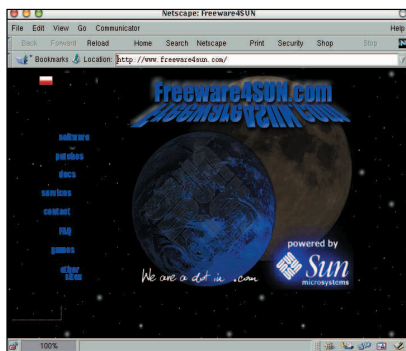 Netscape: Freeware4SUN
File Edit View Go Communicator Help
Back Forward Reload Home Search Netscape Print Security Shop Stop
Bookmarks Location: http://www.freeware4sun.com/
Freeware4SUN.com
software
patches
docs
services
contact
FAQ
games
other
sites
powered by
Sun
microsystems
We are a dot in .com
100%